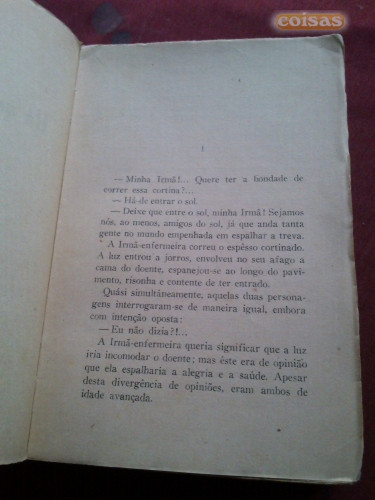 coisas
I
— Minha Irmã!... Quere ter a bondade de
correr essa cortina?...
— Há-de entrar o sol.
— Deixe que entre o sol, minha Irmã! Sejamos
nós, ao menos, amigos do sol, já que anda tanta
gente no mundo empenhada em espalhar a treva.
A Irmã-enfermeira correu o espêsso cortinado.
A luz entrou a jorros, envolveu no seu afago a
cama do doente, espanejou-se ao longo do pavi-
mento, risonha e contente de ter entrado.
Quási simultâneamente, aquelas duas persona-
gens interrogaram-se de maneira igual, embora
com intenção oposta:
— Eu não dizia?!...
A Irmã-enfermeira queria significar que a luz
iria incomodar o doente; mas êste era de opinião
que ela espalharia a alegria e a saúde. Apesar
desta divergência de opiniões, eram ambos de
idade avançada.